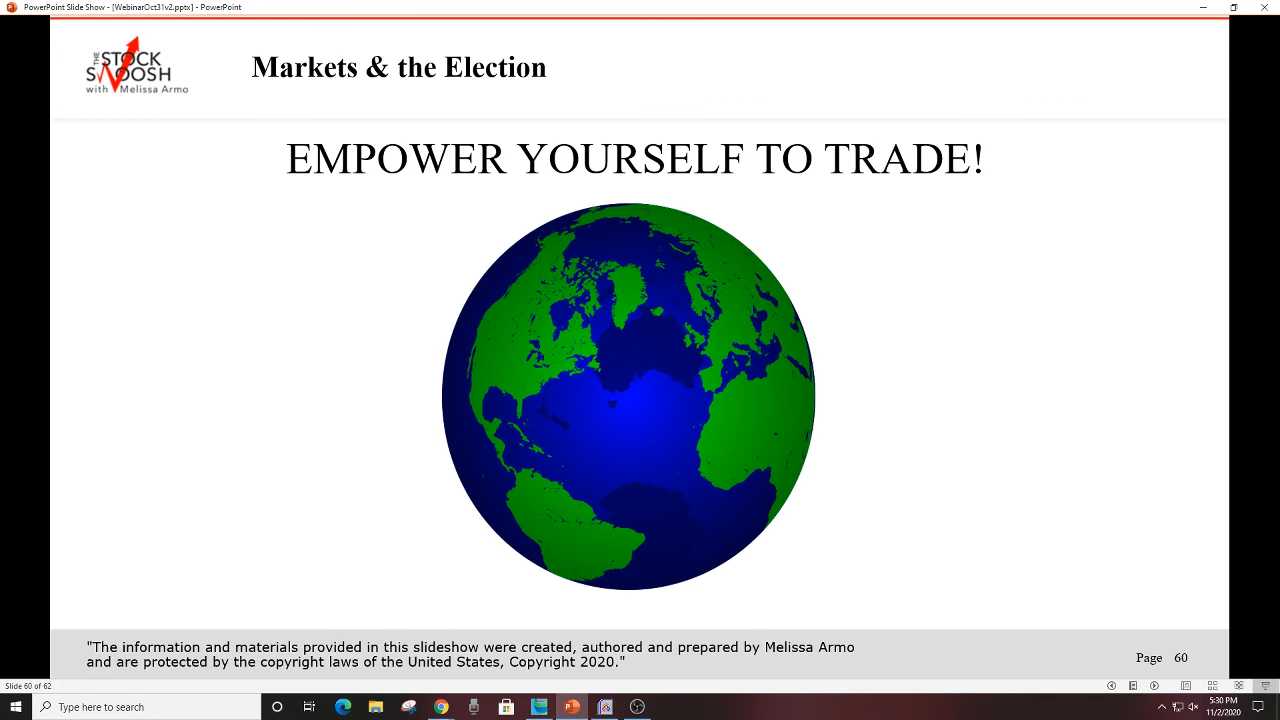 PowerPoint Slide Show - [WebinarOct31v2.pptx] - PowerPoint
THE STOCK
SWOOSH
with Melissa Armo
Markets & the Election
EMPOWER YOURSELF TO TRADE!
"The information and materials provided in this slideshow were created, authored and prepared by Melissa Armo
and are protected by the copyright laws of the United States, Copyright 2020."
Page 60
Slide 60 of 62
Type here to search
5:30 PM
11/2/2020